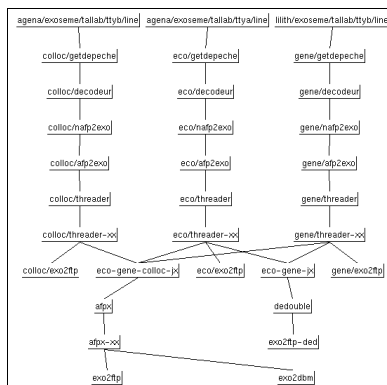 agena/exoseme/tallab/ttyb/line agena/exoseme/tallab/ttya/line lilith/exoseme/tallab/ttyb/line
colloc/getdepeche eco/getdepeche gene/getdepeche
colloc/decodeur eco/decodeur gene/decodeur
colloc/nafp2exo eco/nafp2exo gene/nafp2exo
colloc/afp2exo eco/afp2exo gene/afp2exo
colloc/threader eco/threader gene/threader
colloc/threader-xx eco/threader-xx gene/threader-xx
colloc/exo2ftp eco-gene-colloc-jx eco/exo2ftp eco-gene-jx gene/exo2ftp
afpx dedouble
afpx-xx exo2ftp-ded
exo2ftp exo2dbm